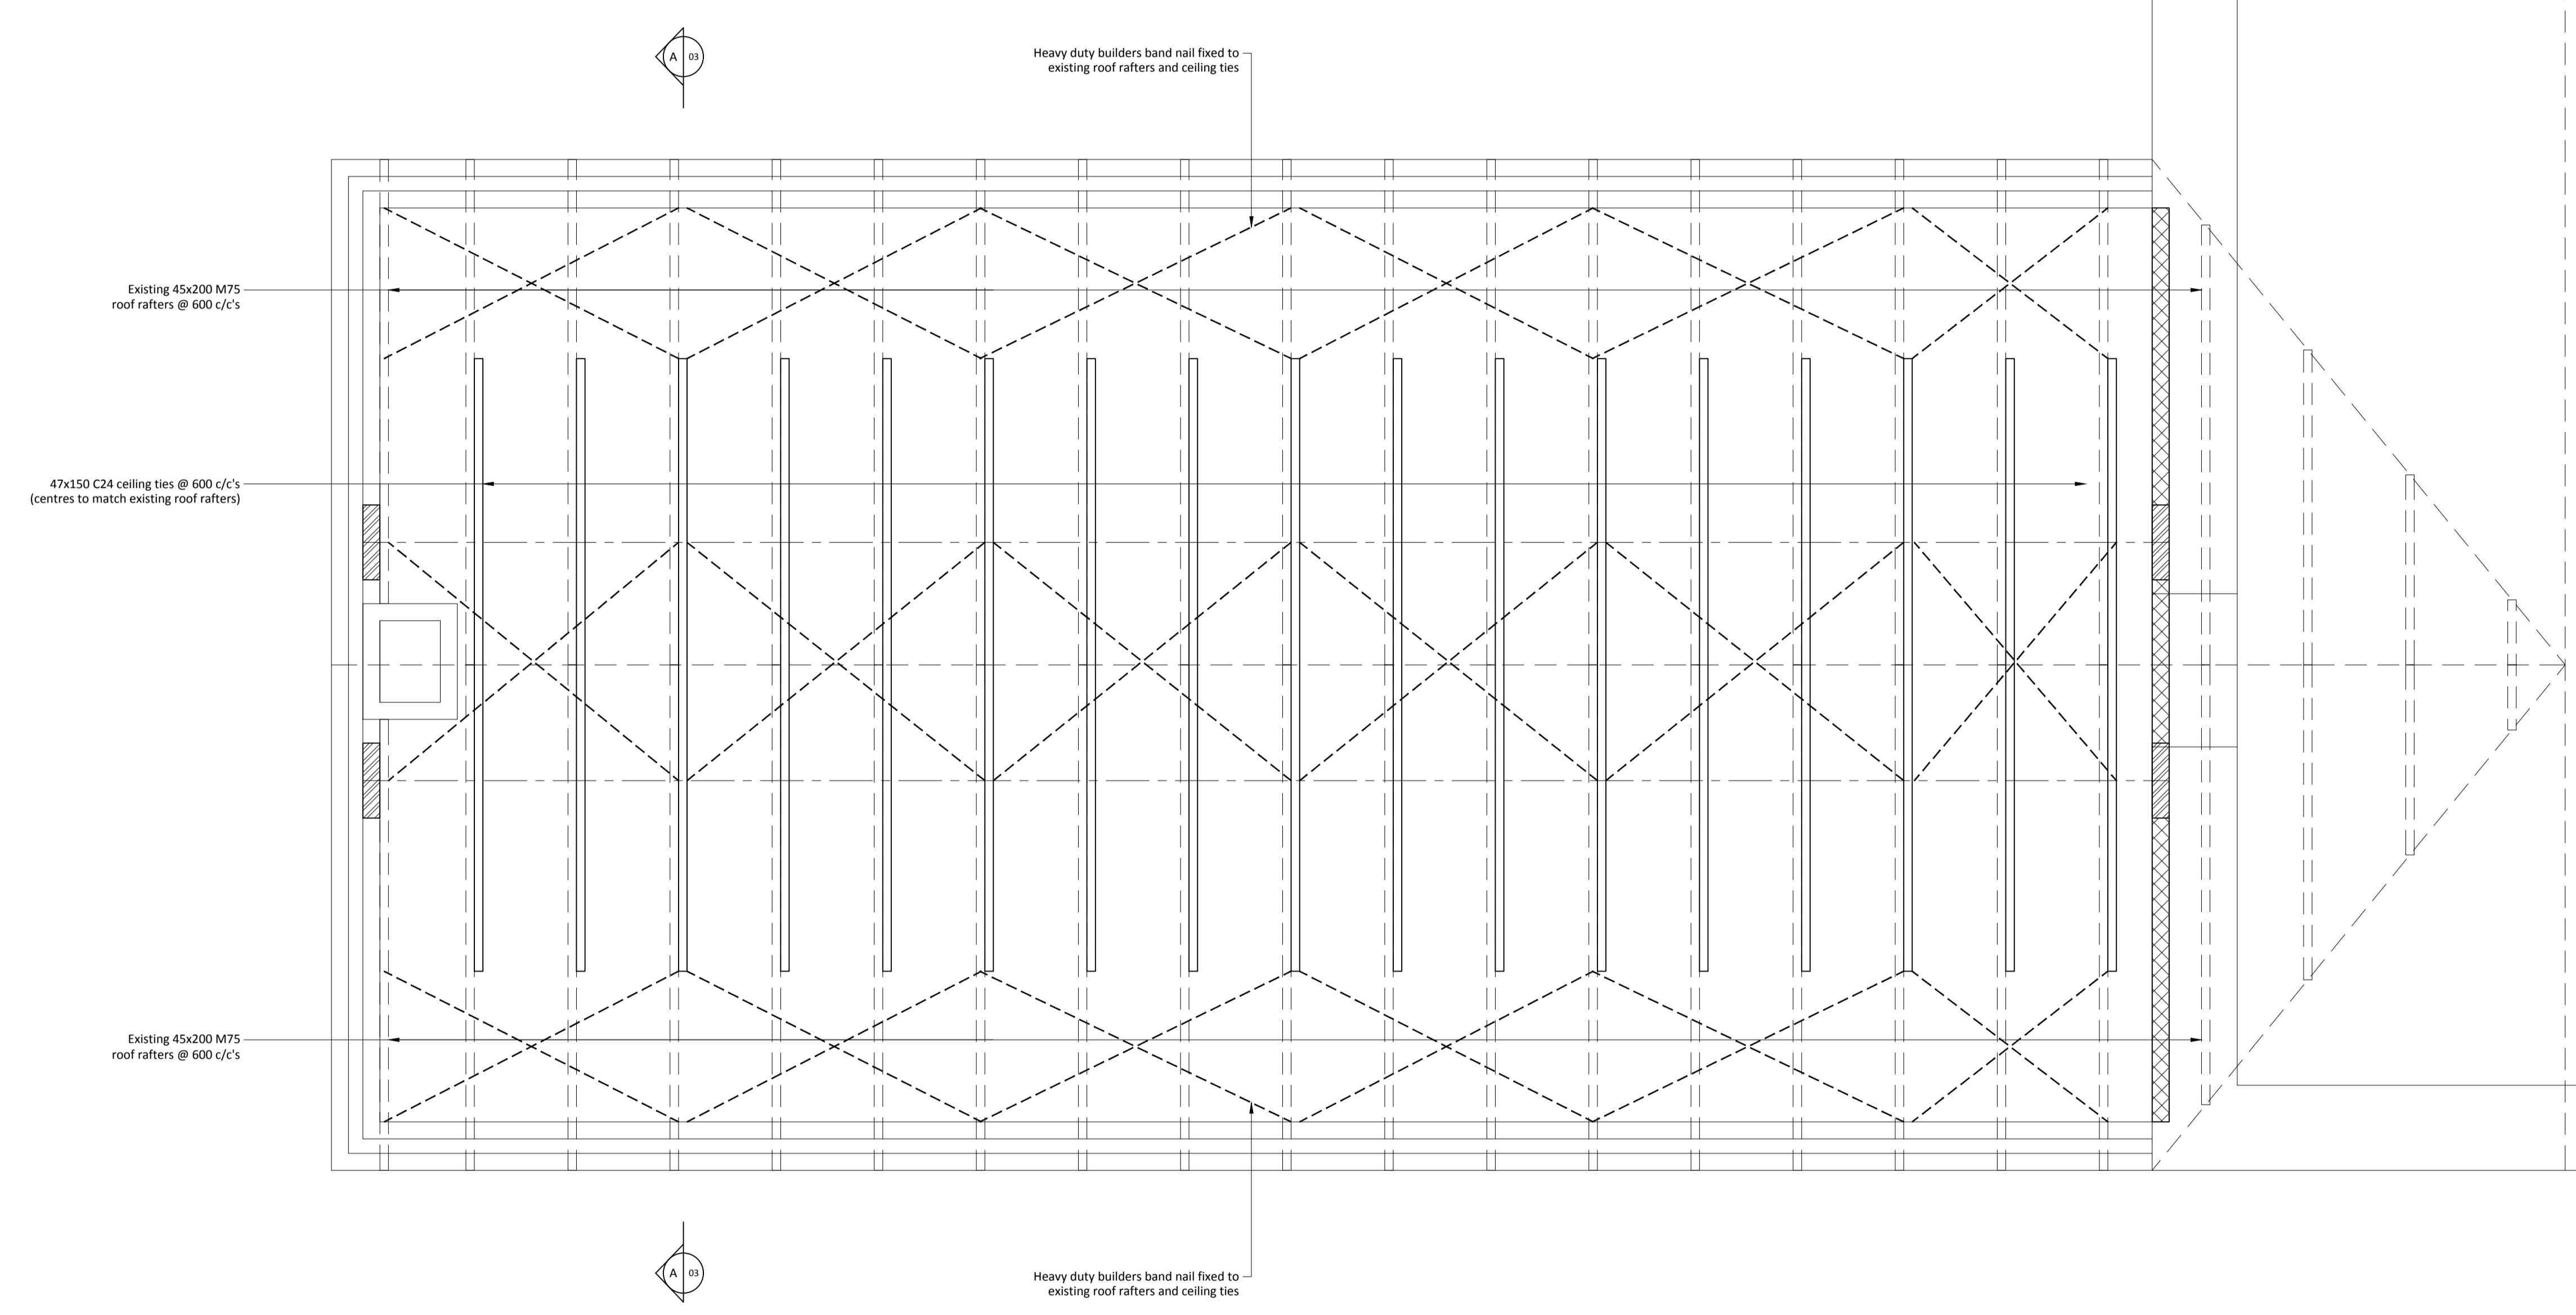 A 03
Heavy duty builders band nail fixed to
existing roof rafters and ceiling ties
Existing 45x200 M75
roof rafters @ 600 c/c's
47x150 C24 ceiling ties @ 600 c/c's
(centres to match existing roof rafters)
Existing 45x200 M75
roof rafters @ 600 c/c's
A 03
Heavy duty builders band nail fixed to
existing roof rafters and ceiling ties